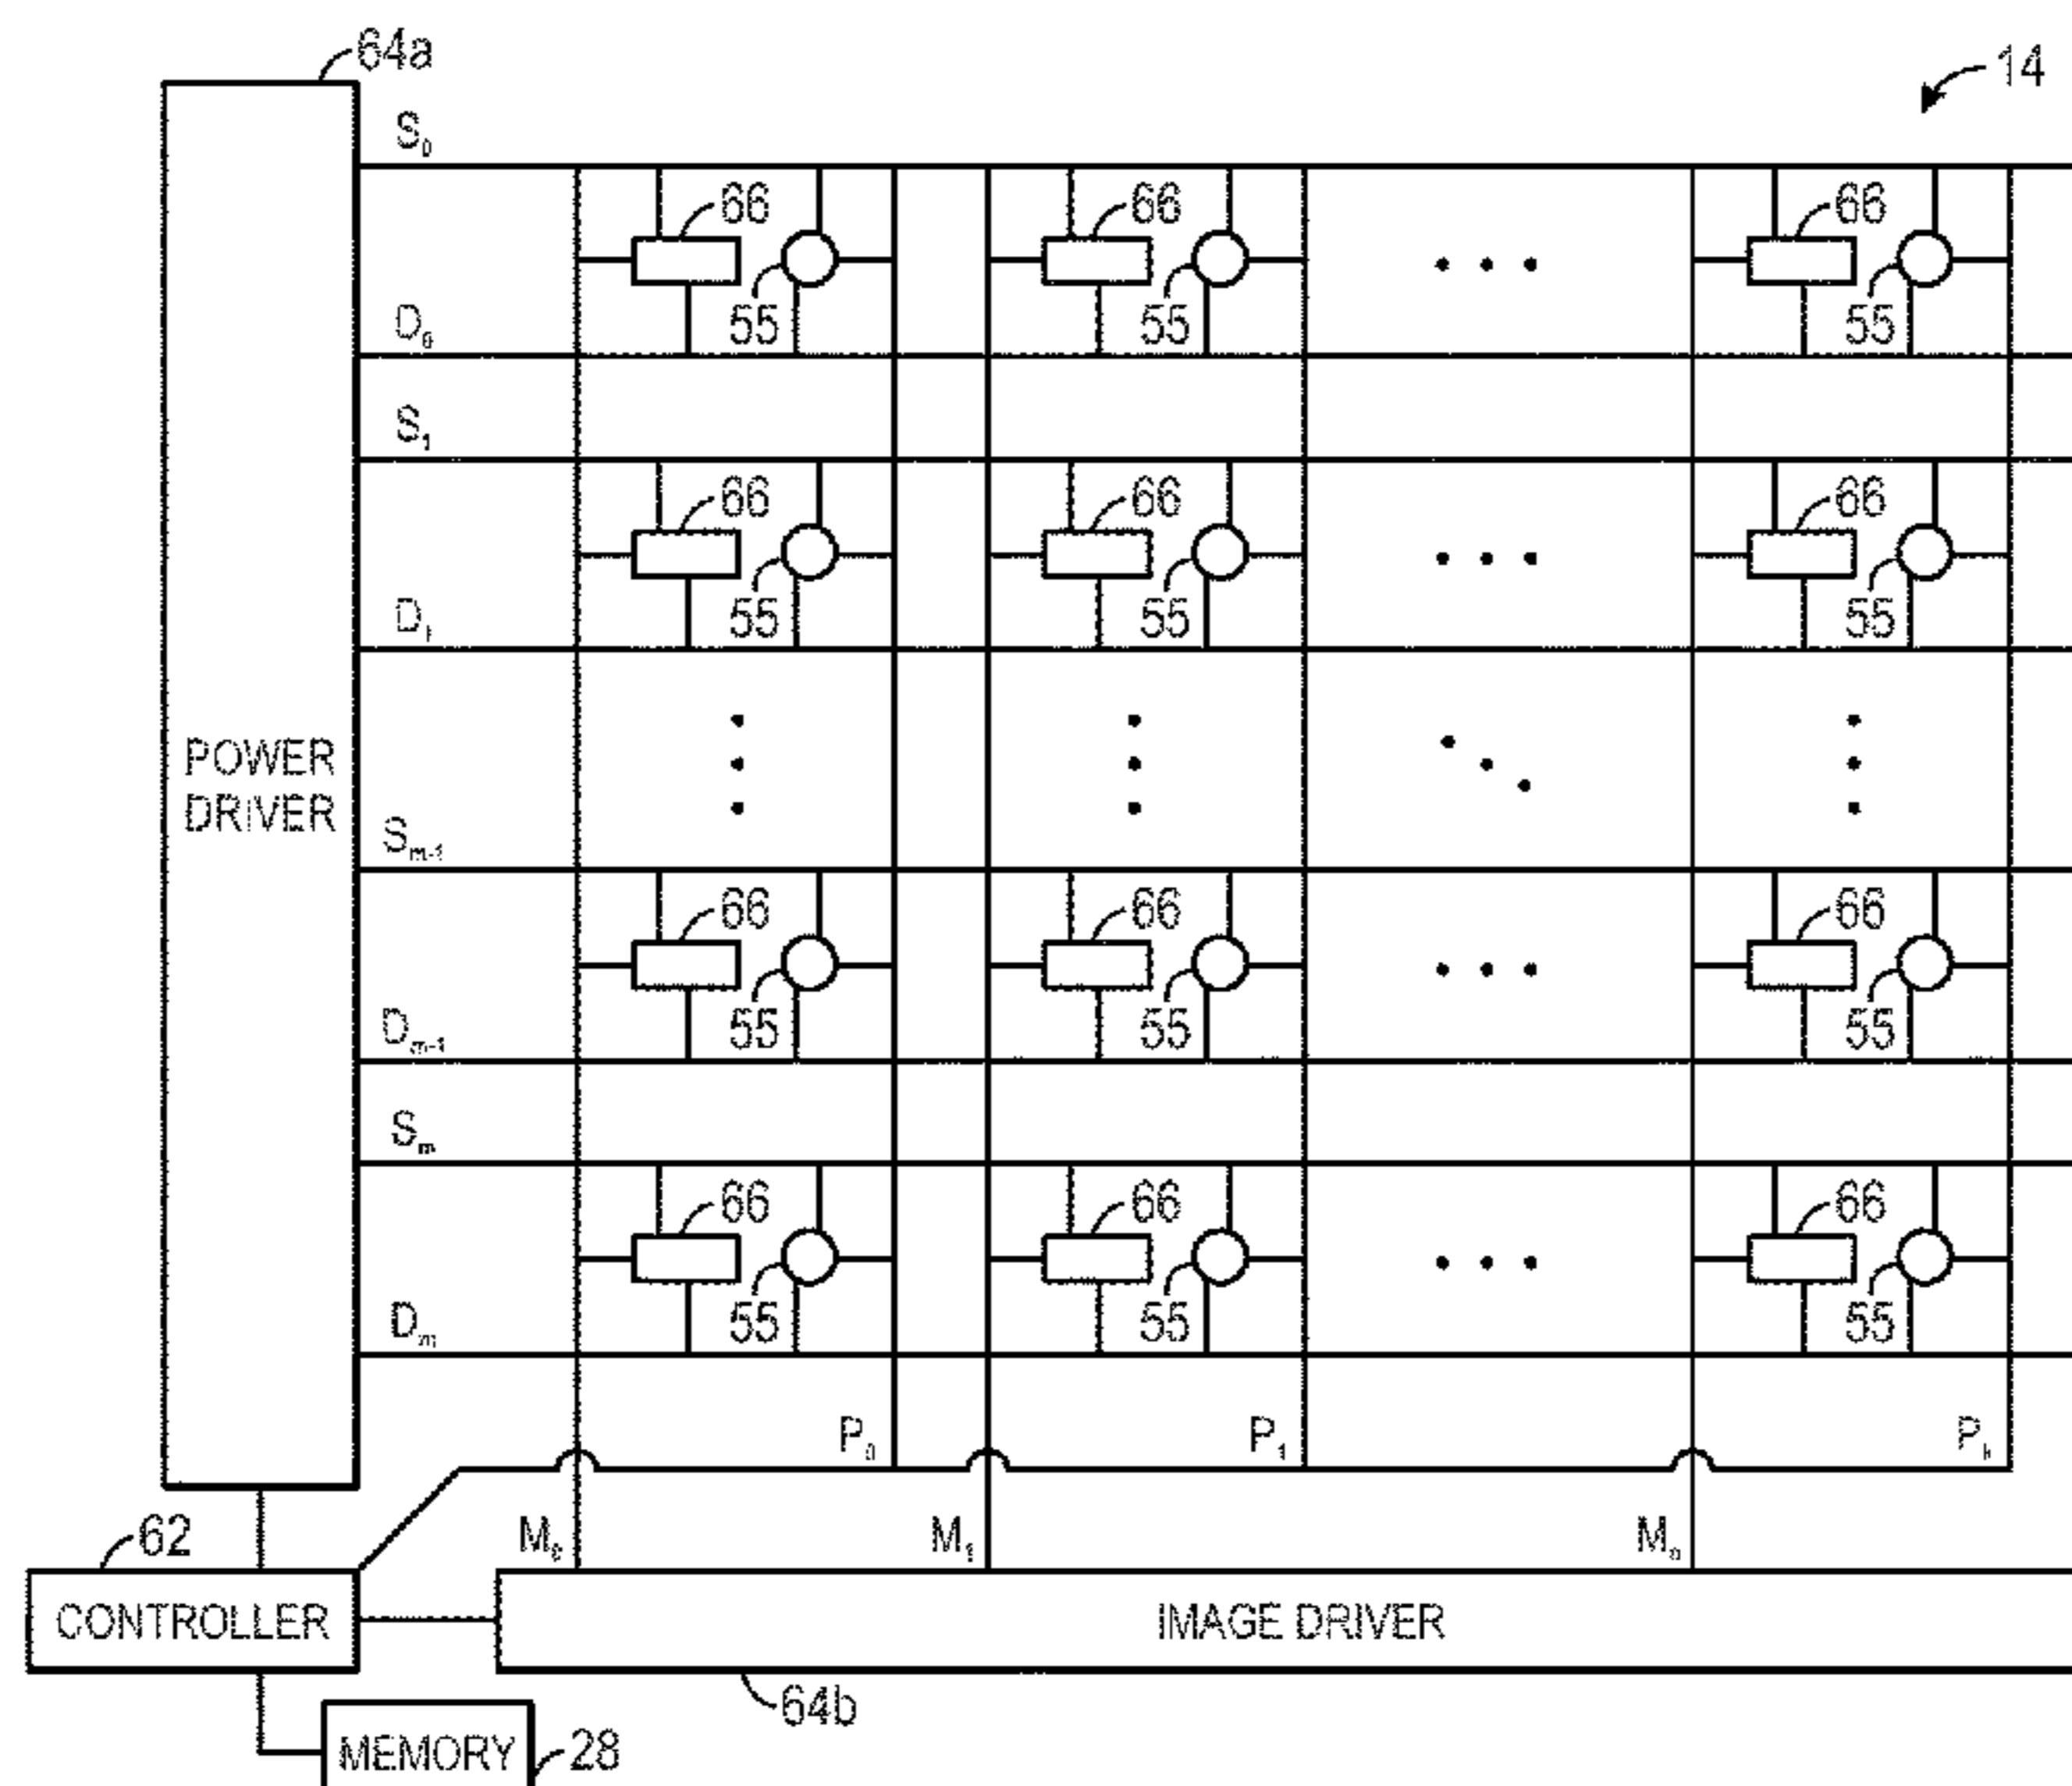 64a
14
S₀
66 66 66
55 55 55
D₀
S₁
66 66 66
55 55 55
D₁
POWER
DRIVER
Sₘ₋₁
66 66 66
55 55 55
Dₘ₋₁
Sₘ
66 66 66
55 55 55
Dₘ
P₀ P₁ Pₖ
62
M₀ M₁ Mₙ
CONTROLLER
IMAGE DRIVER
64b
MEMORY
28